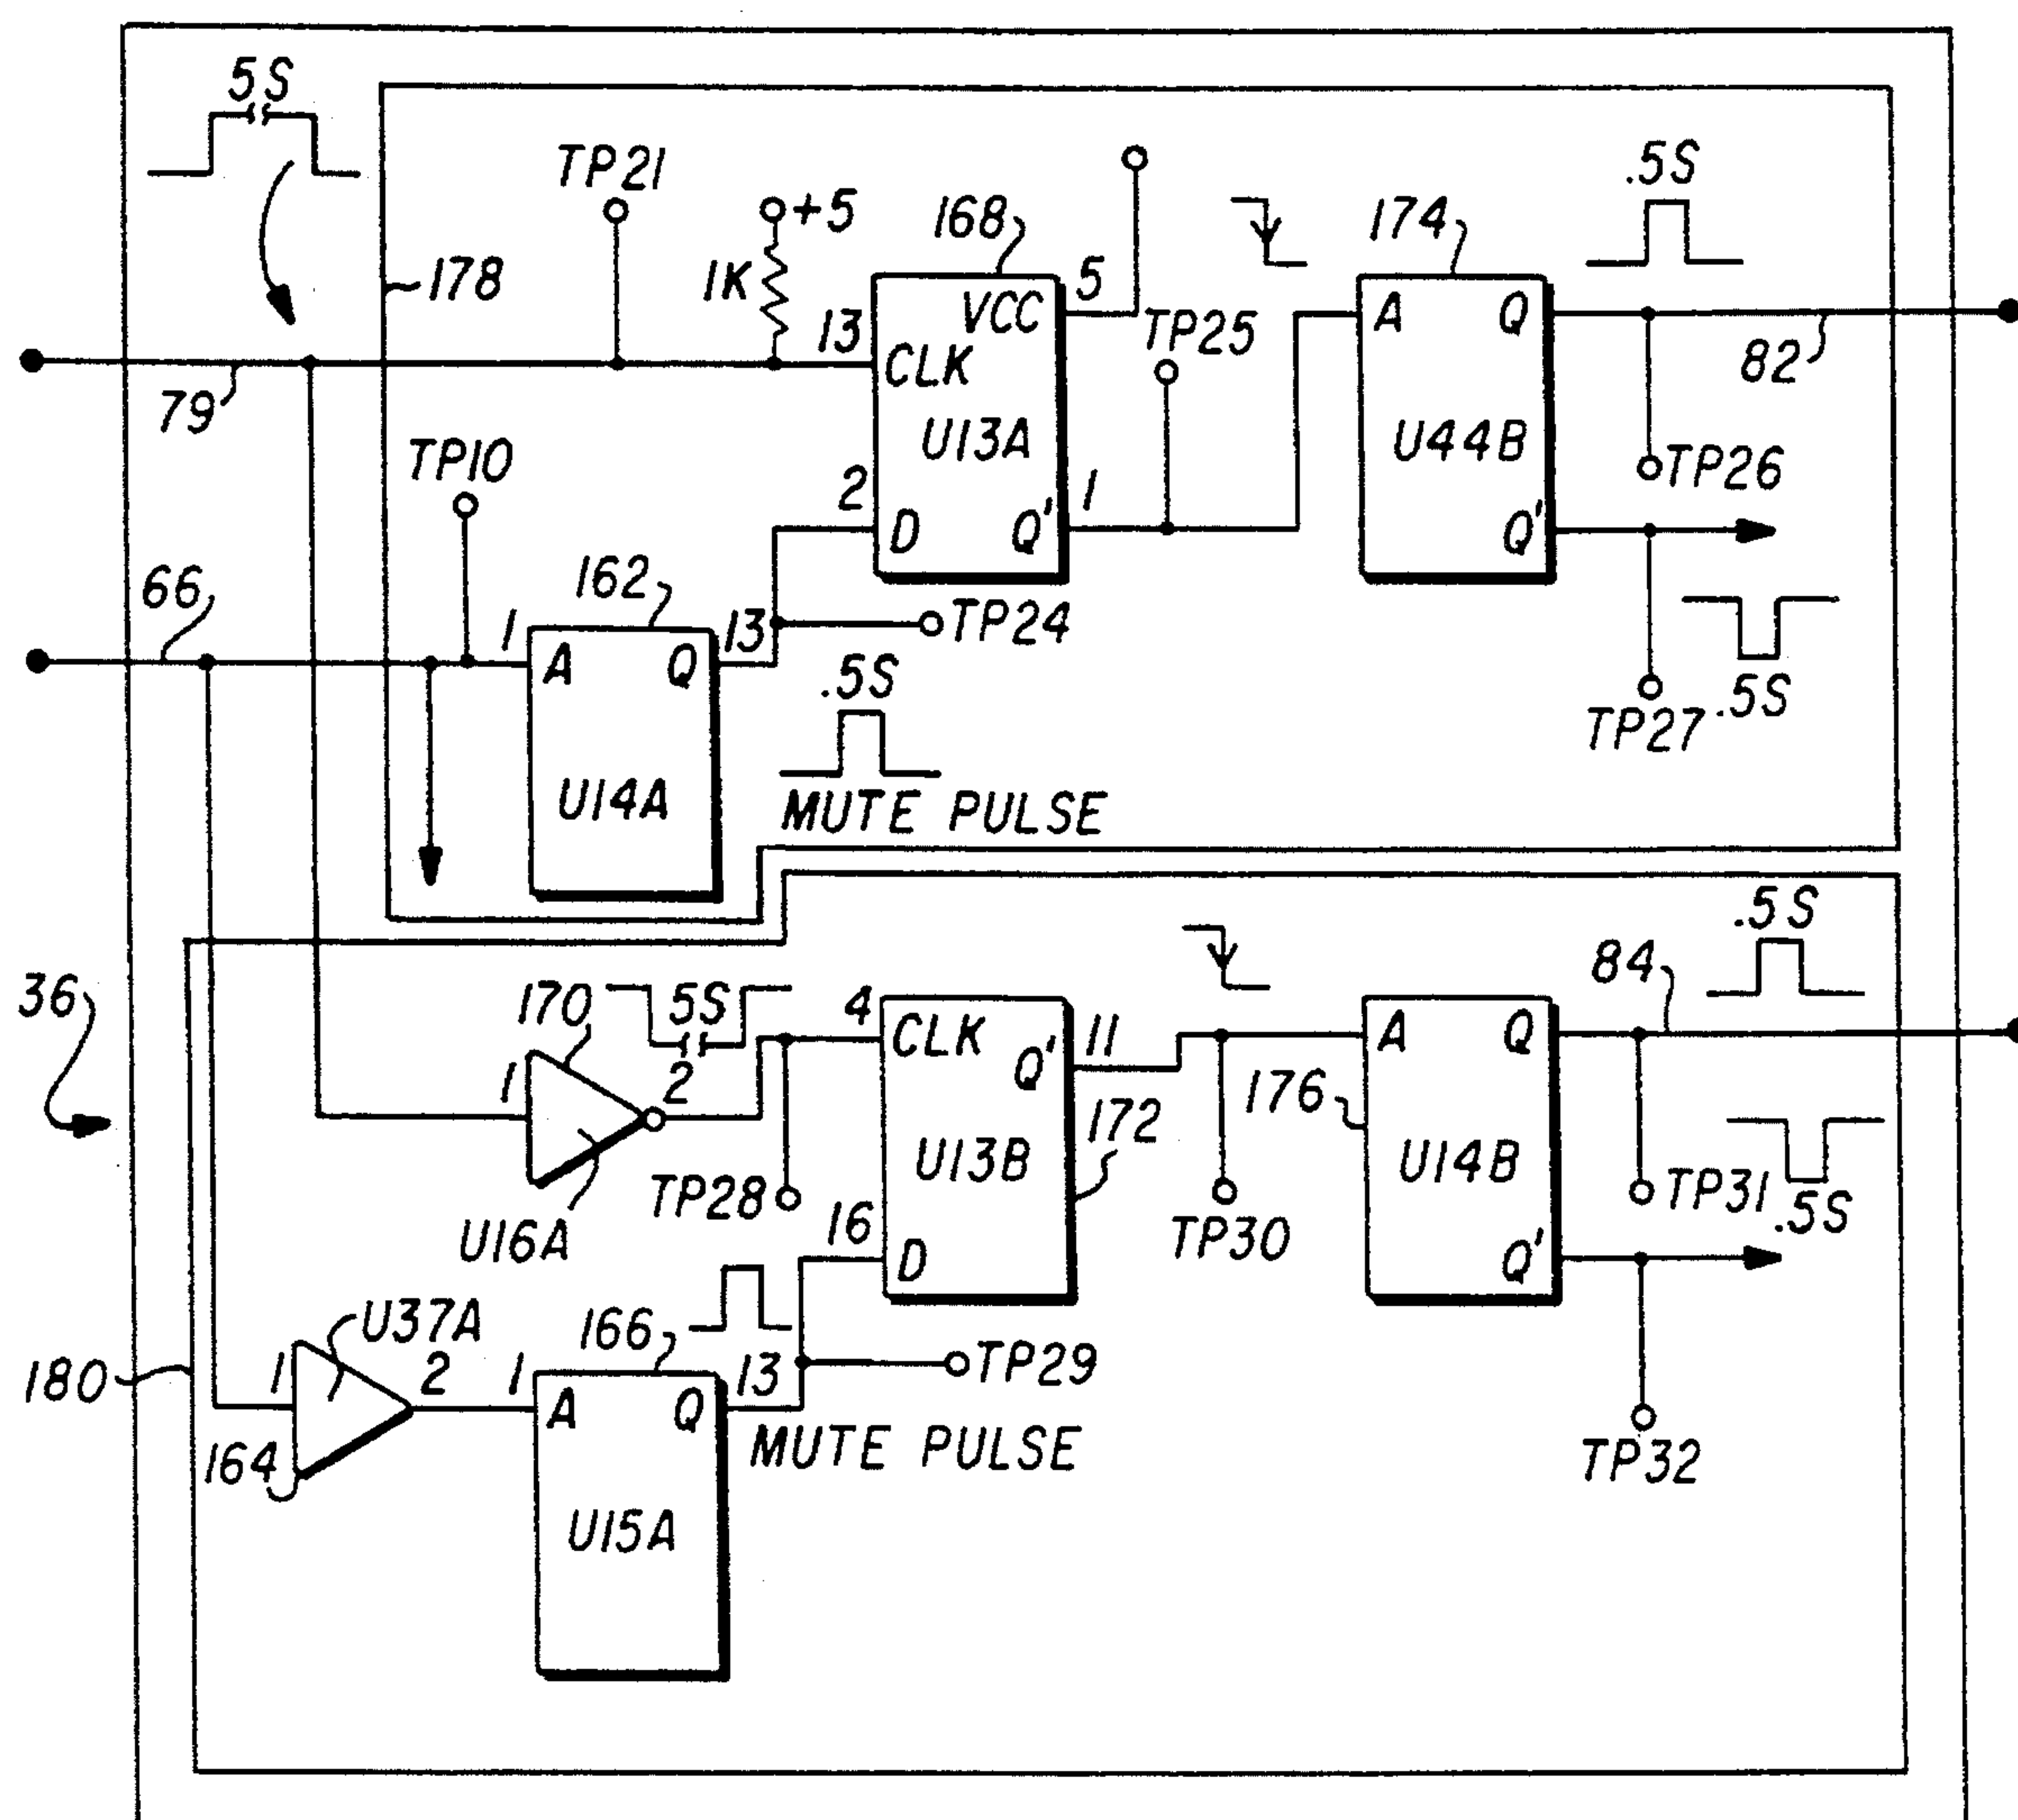 5S
TP21
+5
1K
178
168
5
VCC
13
CLK
U13A
TP25
2
D
Q'
1
174
.5S
A
Q
U44B
82
TP26
Q'
TP27
.5S
79
TP10
66
162
1
A
Q
13
TP24
.5S
U14A
MUTE PULSE
36
170
5S
1
2
U16A
TP28
4
CLK
Q'
11
U13B
172
16
D
TP30
176
A
Q
U14B
Q'
84
.5S
TP31
.5S
TP32
180
U37A
1
2
164
166
1
A
Q
13
TP29
MUTE PULSE
U15A